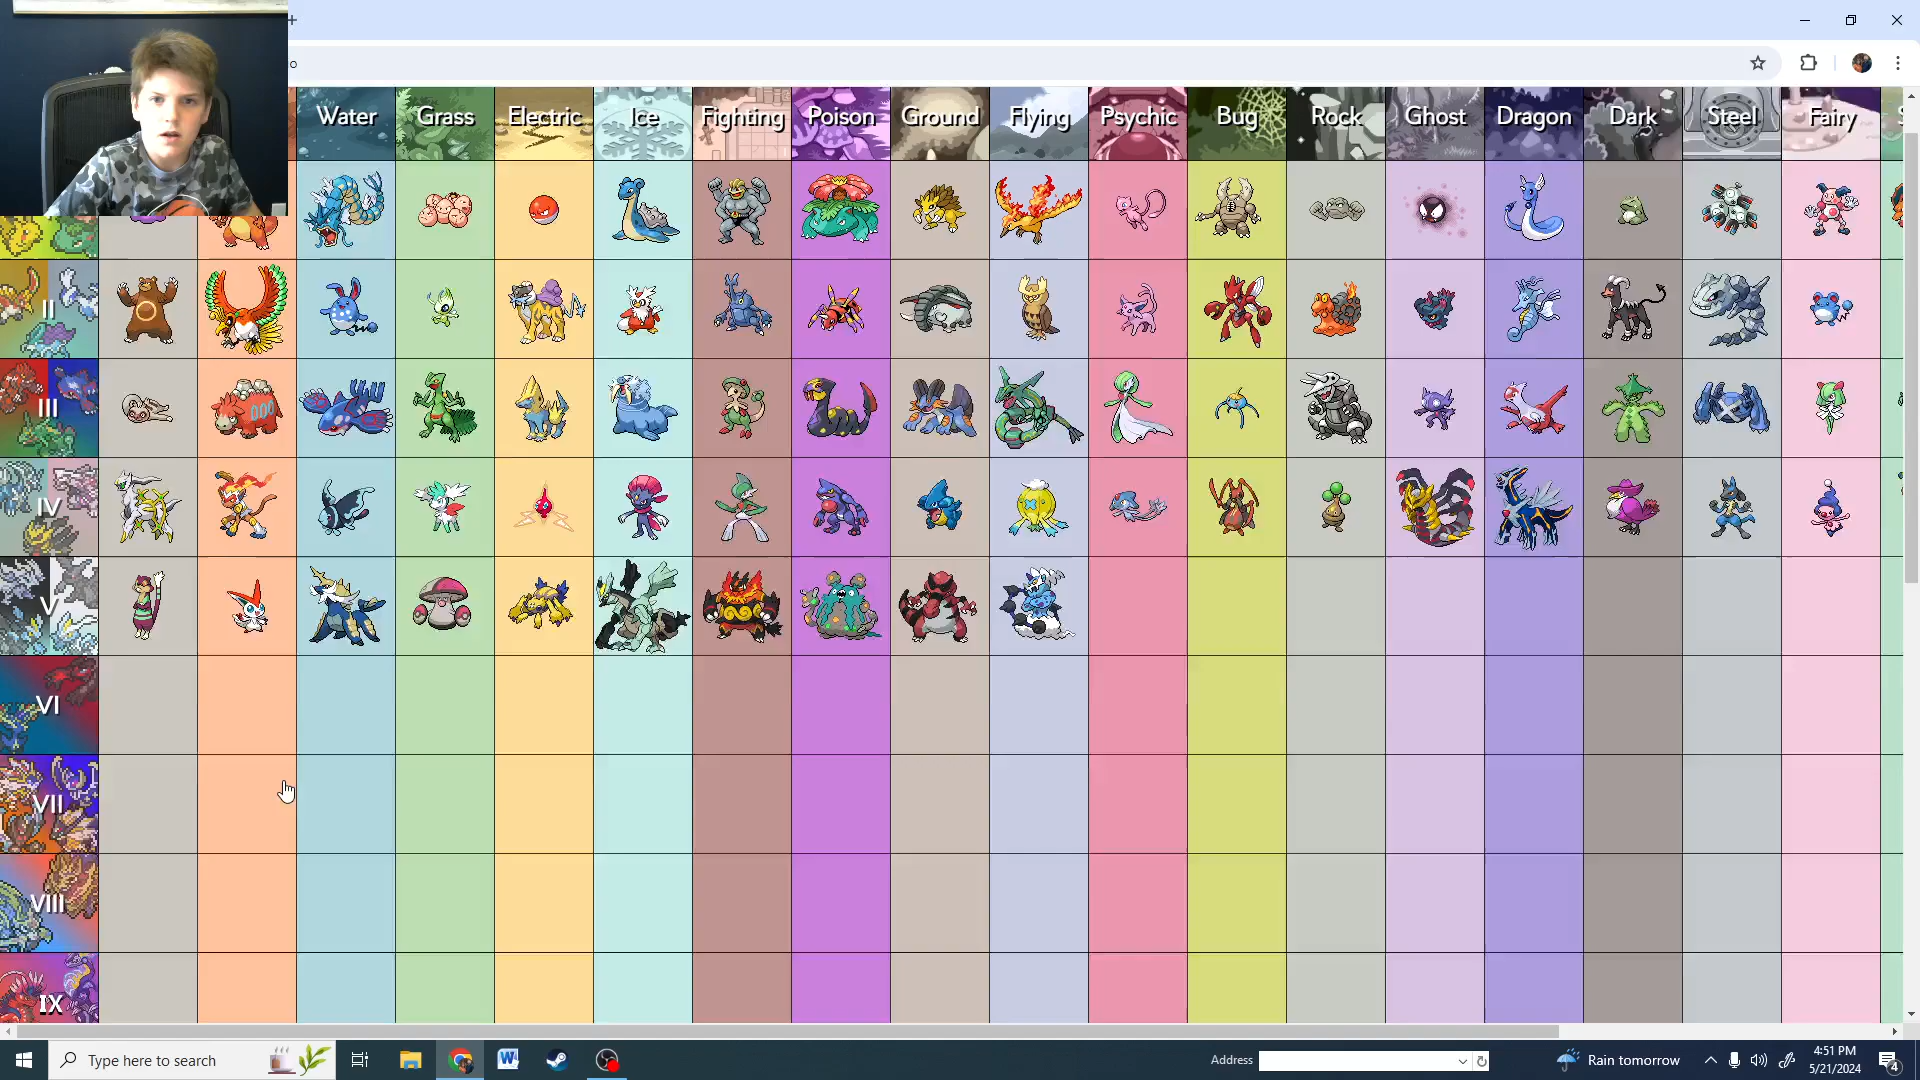 Water Grass Electric Ice Fighting Poison Ground Flying Psychic Bug Rock Ghost Dragon Dark Steel Fairy
II
III
IV
V
VI
VII
VIII
IX
Type here to search
Address
Rain tomorrow
4:51 PM
5/21/2024
4